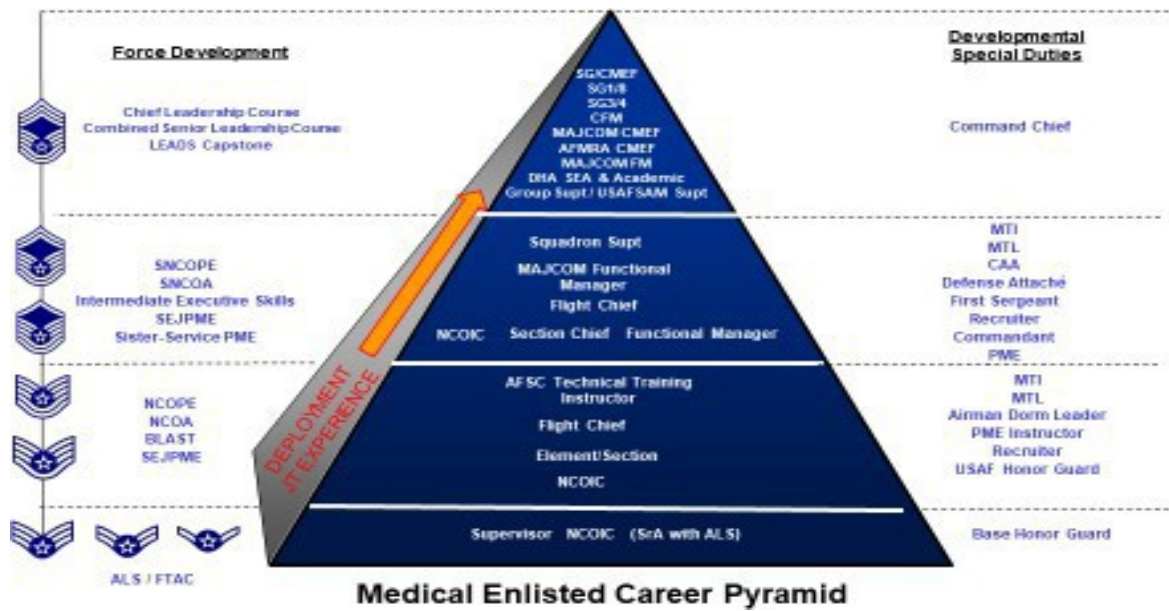 Force Development
Developmental
Special Duties
Chief Leadership Course
Combined Senior Leadership Course
LEADS Capstone
SG/CMEF
SG1/8
SG3/4
CFM
MAJCOM CMEF
AFMRA CMEF
MAJCOM FM
DHA SEA & Academic
Group Supt/ USAFSAM Supt
Command Chief
SNCOPE
SNCOA
Intermediate Executive Skills
SEJPME
Sister-Service PME
Squadron Supt
MAJCOM Functional
Manager
Flight Chief
NCOIC Section Chief Functional Manager
MTI
MTL
CAA
Defense Attaché
First Sergeant
Recruiter
Commandant
PME
DEPLOYMENT
JT EXPERIENCE
NCOPE
NCOA
BLAST
SEJPME
AFSC Technical Training
Instructor
Flight Chief
Element/Section
NCOIC
MTI
MTL
Airman Dorm Leader
PME Instructor
Recruiter
USAF Honor Guard
ALS / FTAC
Supervisor NCOIC (SrA with ALS)
Base Honor Guard
Medical Enlisted Career Pyramid